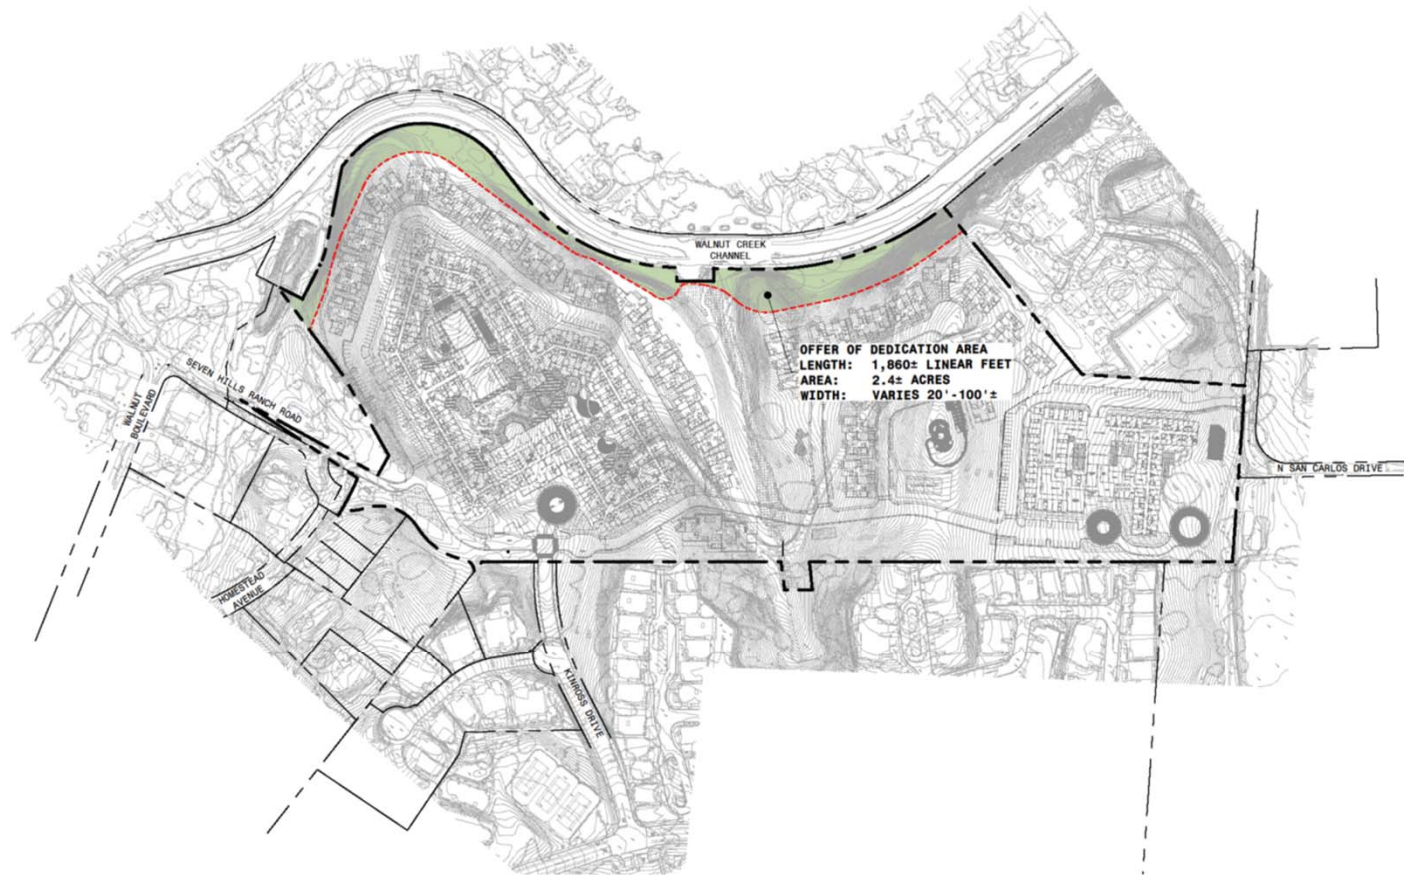 WALNUT CREEK
CHANNEL
OFFER OF DEDICATION AREA
LENGTH: 1,860± LINEAR FEET
AREA: 2.4± ACRES
WIDTH: VARIES 20'-100'±
SEVEN HILLS RANCH ROAD
WALNUT
BOULEVARD
N SAN CARLOS DRIVE
HOMESTEAD
AVENUE
KINROSS DRIVE